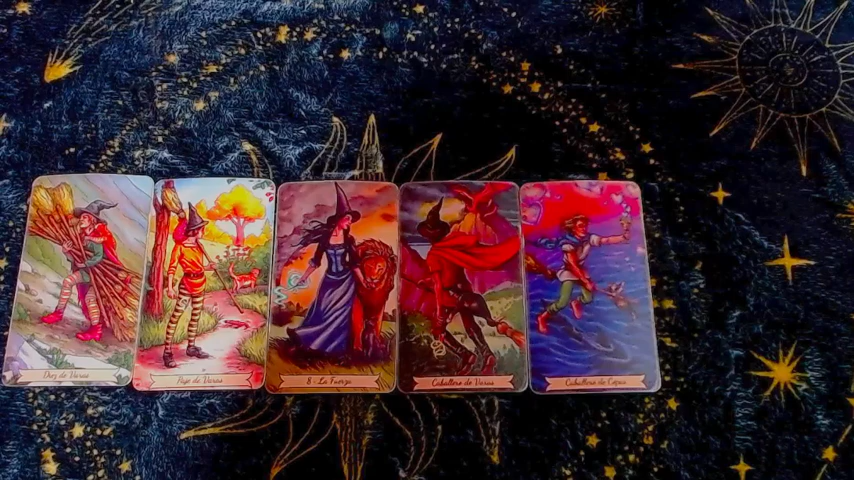 Diez de Varas
Paje de Varas
8 - La Fuerza
Caballero de Varas
Caballero de Copas